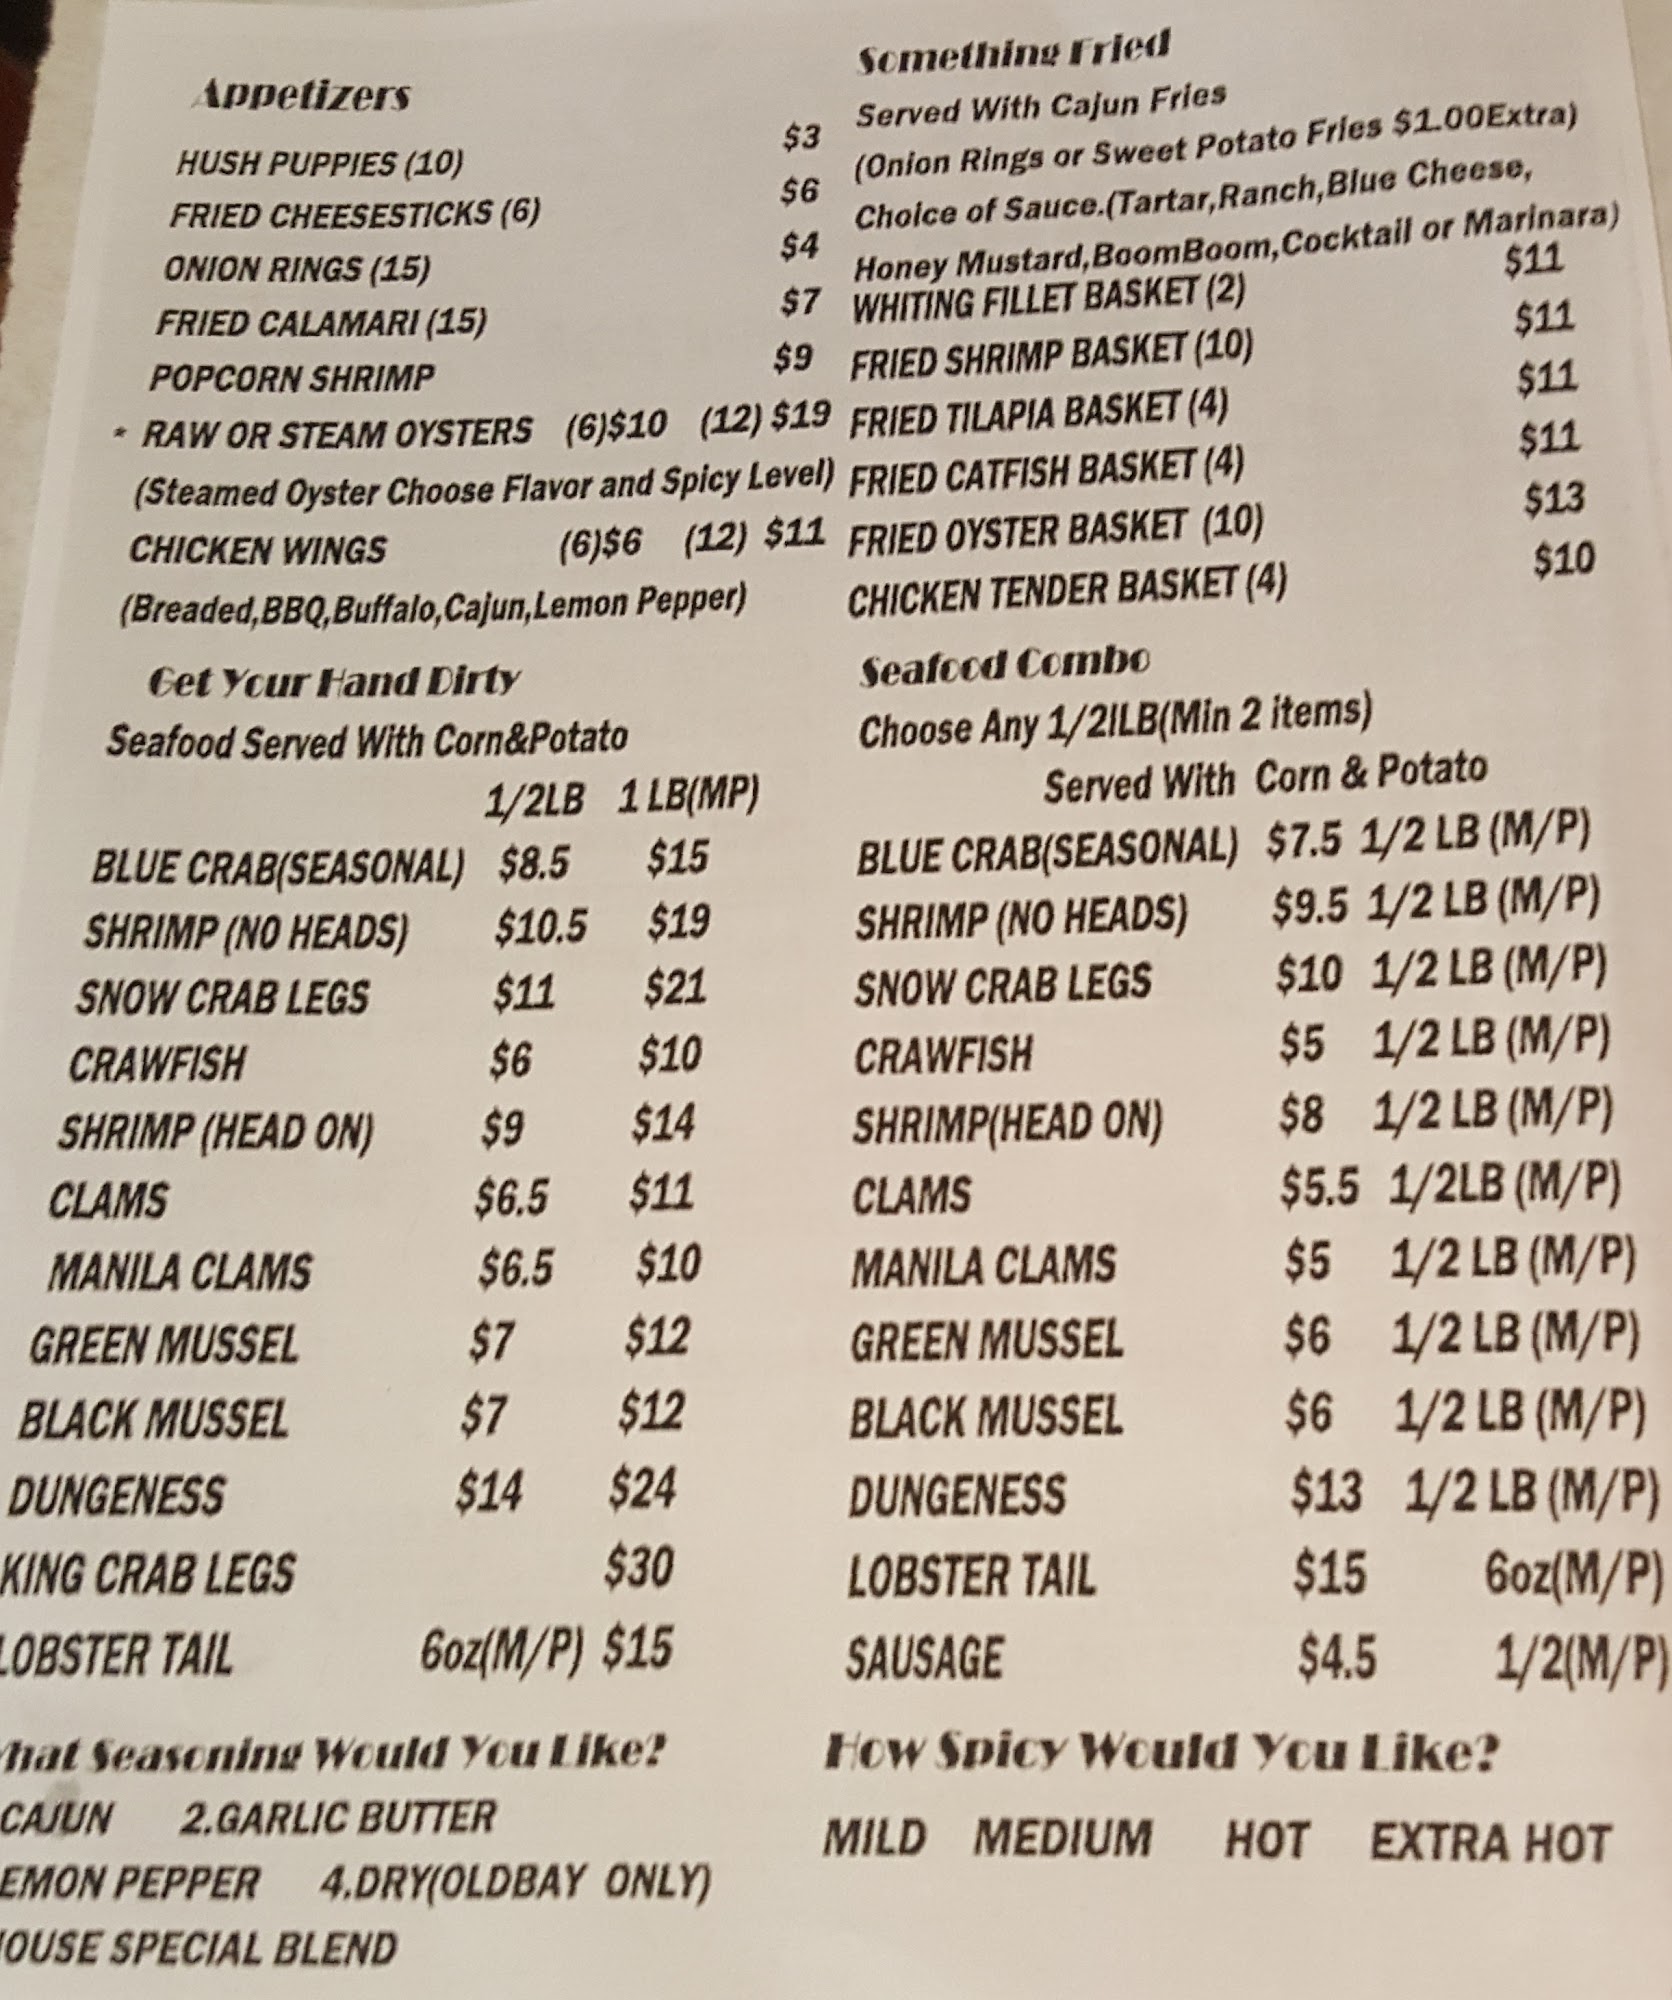 Appetizers
HUSH PUPPIES (10) $3
FRIED CHEESESTICKS (6) $6
ONION RINGS (15) $4
FRIED CALAMARI (15) $7
POPCORN SHRIMP $9
* RAW OR STEAM OYSTERS (6)$10 (12) $19
(Steamed Oyster Choose Flavor and Spicy Level)
CHICKEN WINGS (6)$6 (12) $11
(Breaded,BBQ,Buffalo,Cajun,Lemon Pepper)
Get Your Hand Dirty
Seafood Served With Corn&Potato
1/2LB 1 LB(MP)
BLUE CRAB(SEASONAL) $8.5 $15
SHRIMP (NO HEADS) $10.5 $19
SNOW CRAB LEGS $11 $21
CRAWFISH $6 $10
SHRIMP (HEAD ON) $9 $14
CLAMS $6.5 $11
MANILA CLAMS $6.5 $10
GREEN MUSSEL $7 $12
BLACK MUSSEL $7 $12
DUNGENESS $14 $24
KING CRAB LEGS $30
LOBSTER TAIL 6oz(M/P) $15
hat Seasoning Would You Like?
CAJUN 2.GARLIC BUTTER
EMON PEPPER 4.DRY(OLDBAY ONLY)
OUSE SPECIAL BLEND
Something Fried
Served With Cajun Fries
(Onion Rings or Sweet Potato Fries $1.00Extra)
Choice of Sauce.(Tartar,Ranch,Blue Cheese,
Honey Mustard,BoomBoom,Cocktail or Marinara)
WHITING FILLET BASKET (2) $11
FRIED SHRIMP BASKET (10) $11
FRIED TILAPIA BASKET (4) $11
FRIED CATFISH BASKET (4) $11
FRIED OYSTER BASKET (10) $13
CHICKEN TENDER BASKET (4) $10
Seafood Combo
Choose Any 1/2lLB(Min 2 items)
Served With Corn & Potato
BLUE CRAB(SEASONAL) $7.5 1/2 LB (M/P)
SHRIMP (NO HEADS) $9.5 1/2 LB (M/P)
SNOW CRAB LEGS $10 1/2 LB (M/P)
CRAWFISH $5 1/2 LB (M/P)
SHRIMP(HEAD ON) $8 1/2 LB (M/P)
CLAMS $5.5 1/2LB (M/P)
MANILA CLAMS $5 1/2 LB (M/P)
GREEN MUSSEL $6 1/2 LB (M/P)
BLACK MUSSEL $6 1/2 LB (M/P)
DUNGENESS $13 1/2 LB (M/P)
LOBSTER TAIL $15 6oz(M/P)
SAUSAGE $4.5 1/2(M/P)
How Spicy Would You Like?
MILD MEDIUM HOT EXTRA HOT